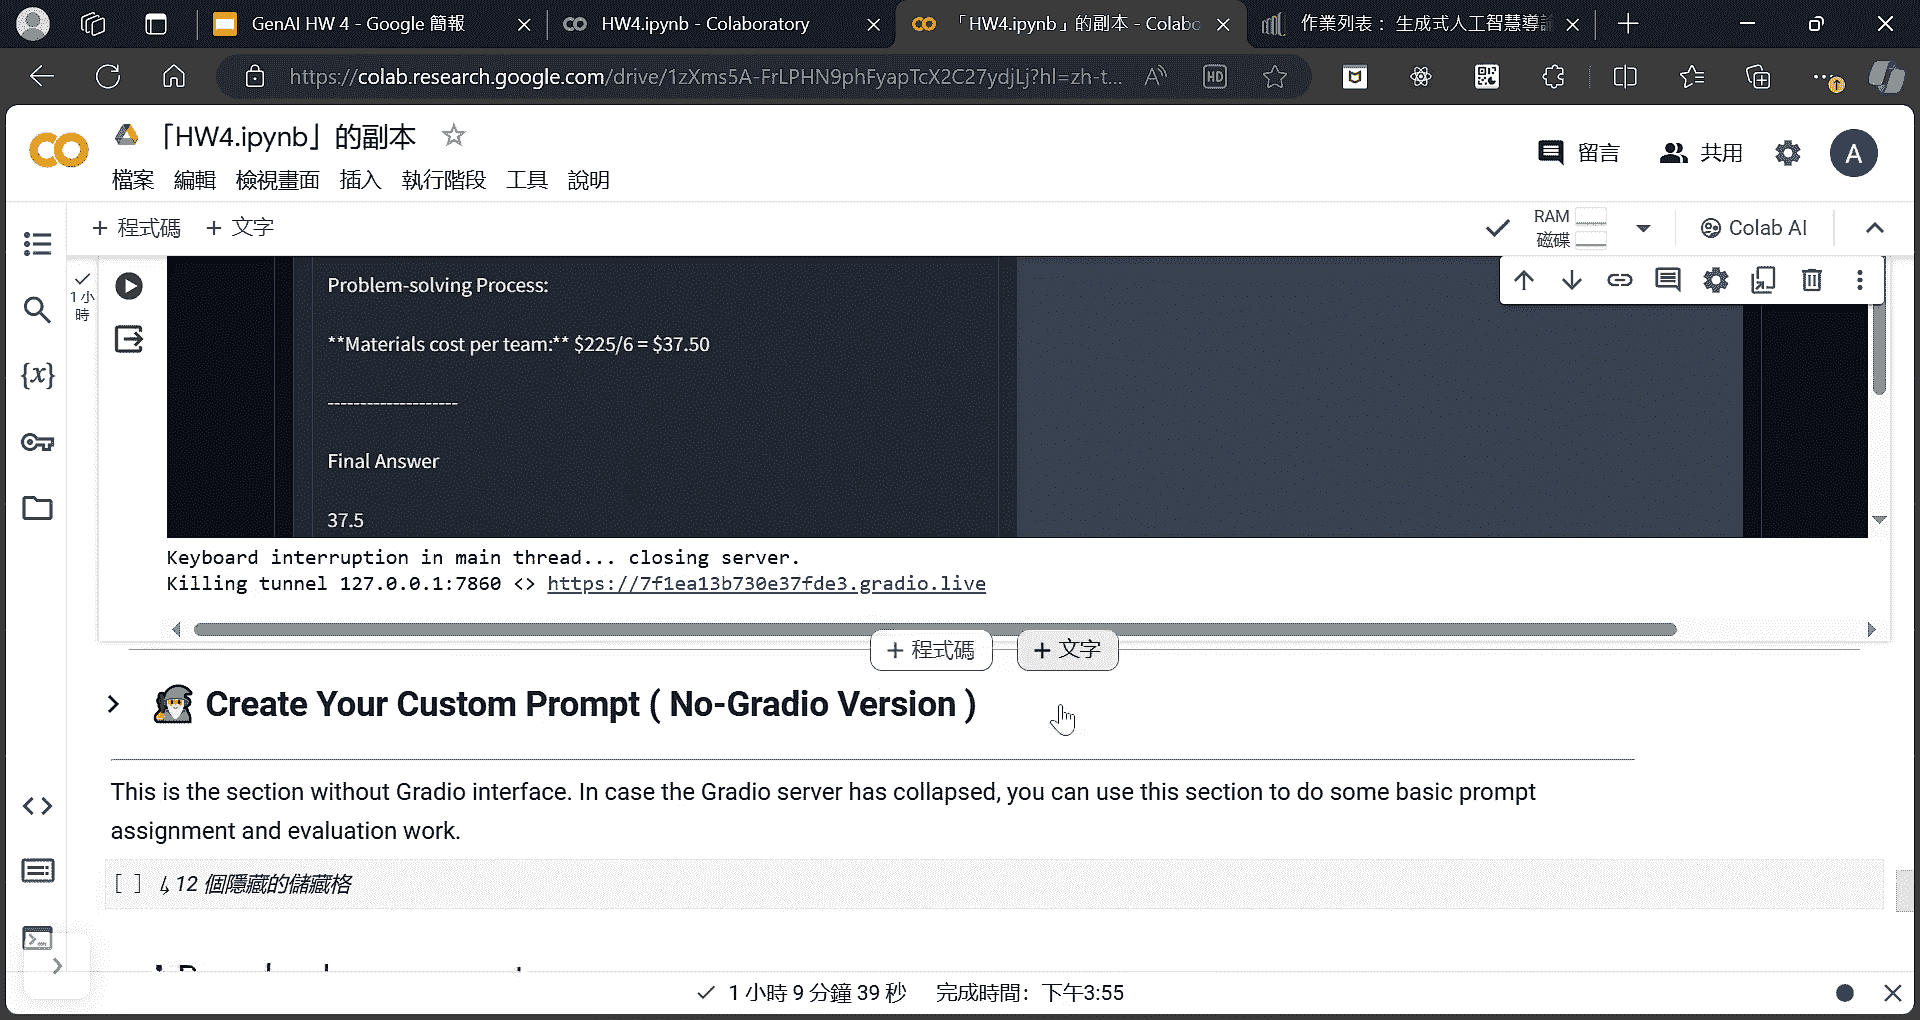 GenAI HW 4 - Google 簡報
HW4.ipynb - Colaboratory
「HW4.ipynb」的副本 - Colabo
作業列表： 生成式人工智慧導論
https://colab.research.google.com/drive/1zXms5A-FrLPHN9phFyapTcX2C27ydjLj?hl=zh-t...
HD
「HW4.ipynb」的副本
留言
共用
A
檔案 編輯 檢視畫面 插入 執行階段 工具 說明
+ 程式碼 + 文字
RAM
磁碟
Colab AI
1 小
時
Problem-solving Process:
**Materials cost per team:** $225/6 = $37.50
--------------------
Final Answer
37.5
Keyboard interruption in main thread... closing server.
Killing tunnel 127.0.0.1:7860 <> https://7f1ea13b730e37fde3.gradio.live
+ 程式碼 + 文字
Create Your Custom Prompt ( No-Gradio Version )
This is the section without Gradio interface. In case the Gradio server has collapsed, you can use this section to do some basic prompt
assignment and evaluation work.
[ ] ↳ 12 個隱藏的儲藏格
1 小時 9 分鐘 39 秒 完成時間：下午3:55